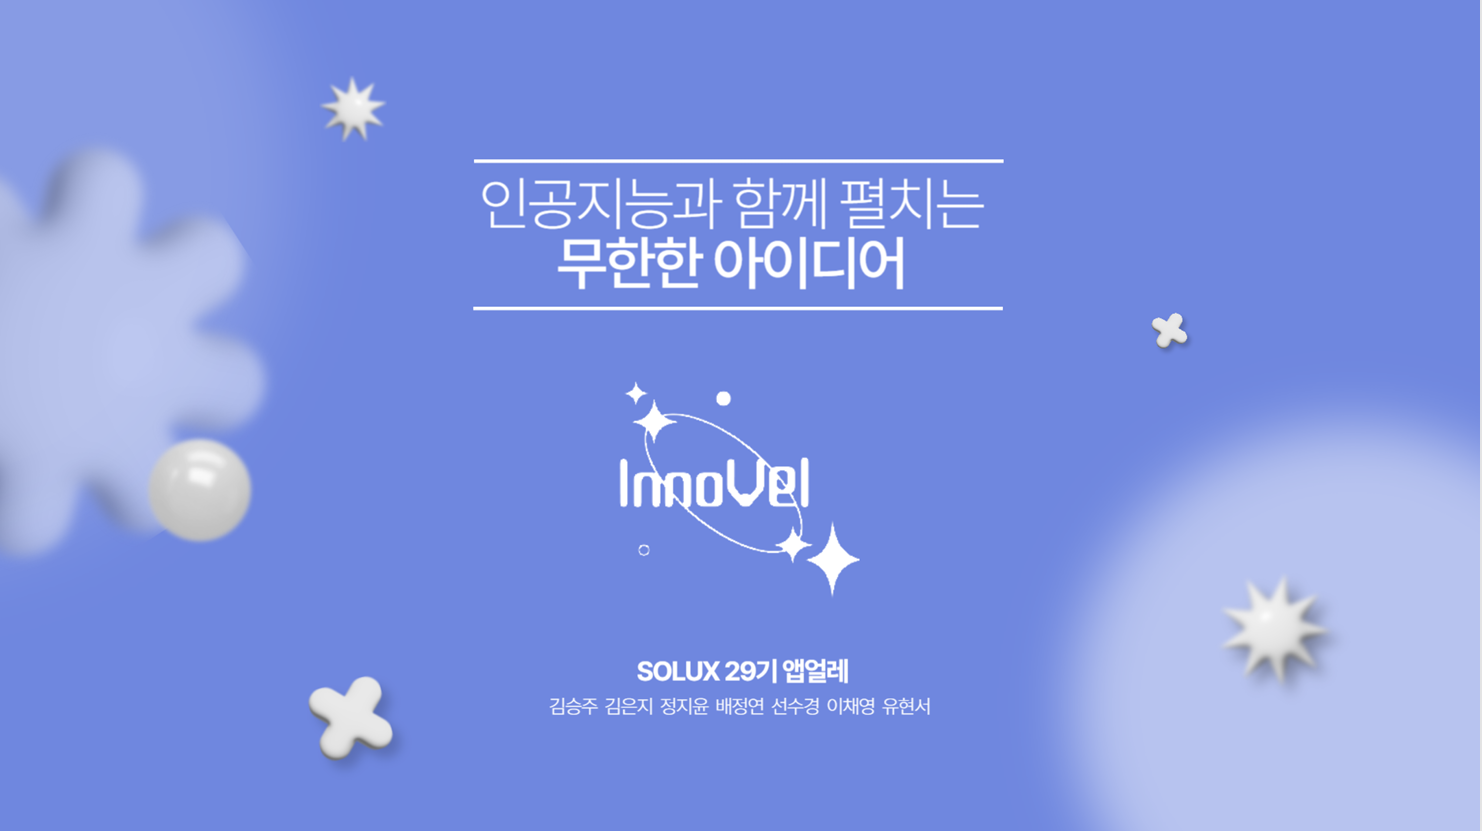 인공지능과 함께 펼치는
무한한 아이디어
InnoVel
SOLUX 29기 앱얼레
김승주 김은지 정지윤 배정연 선수경 이채영 유현서